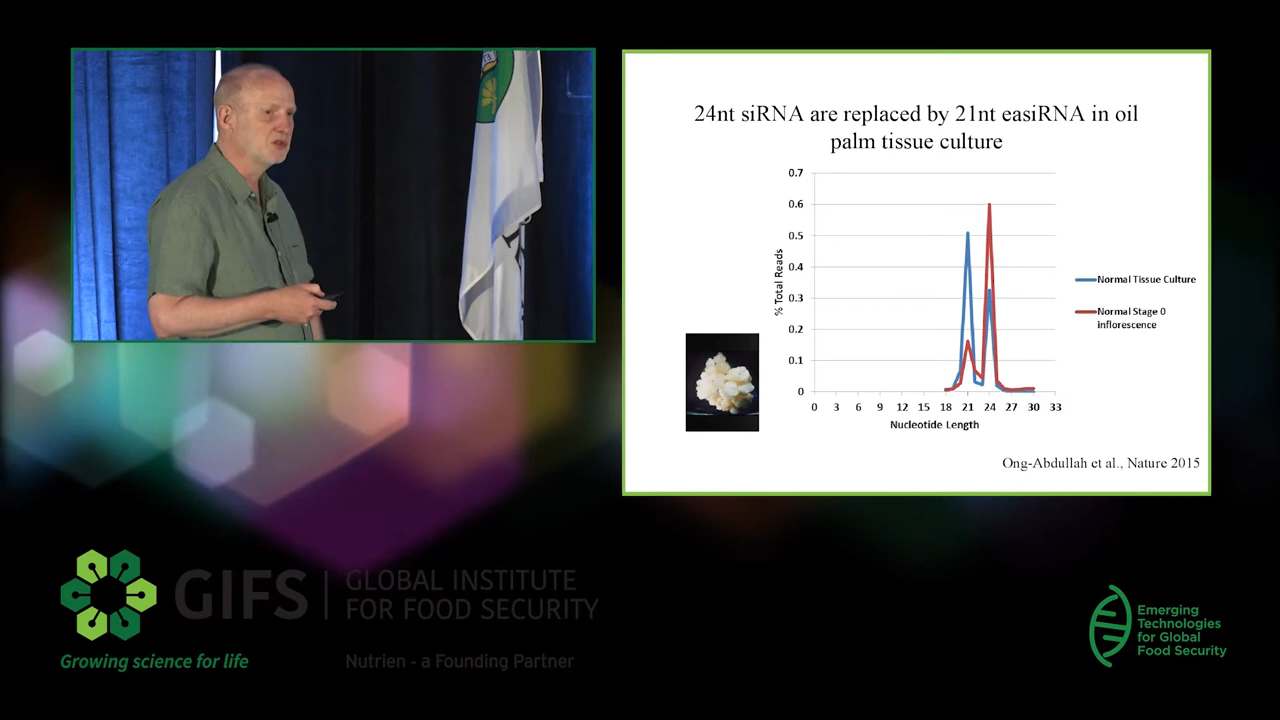 24nt siRNA are replaced by 21nt easiRNA in oil
palm tissue culture
0.7
0.6
0.5
0.4
0.3
0.2
0.1
0
% Total Reads
0 3 6 9 12 15 18 21 24 27 30 33
Nucleotide Length
Normal Tissue Culture
Normal Stage 0
inflorescence
Ong-Abdullah et al., Nature 2015
GIFS
GLOBAL INSTITUTE
FOR FOOD SECURITY
Growing science for life
Nutrien - a Founding Partner
Emerging
Technologies
for Global
Food Security